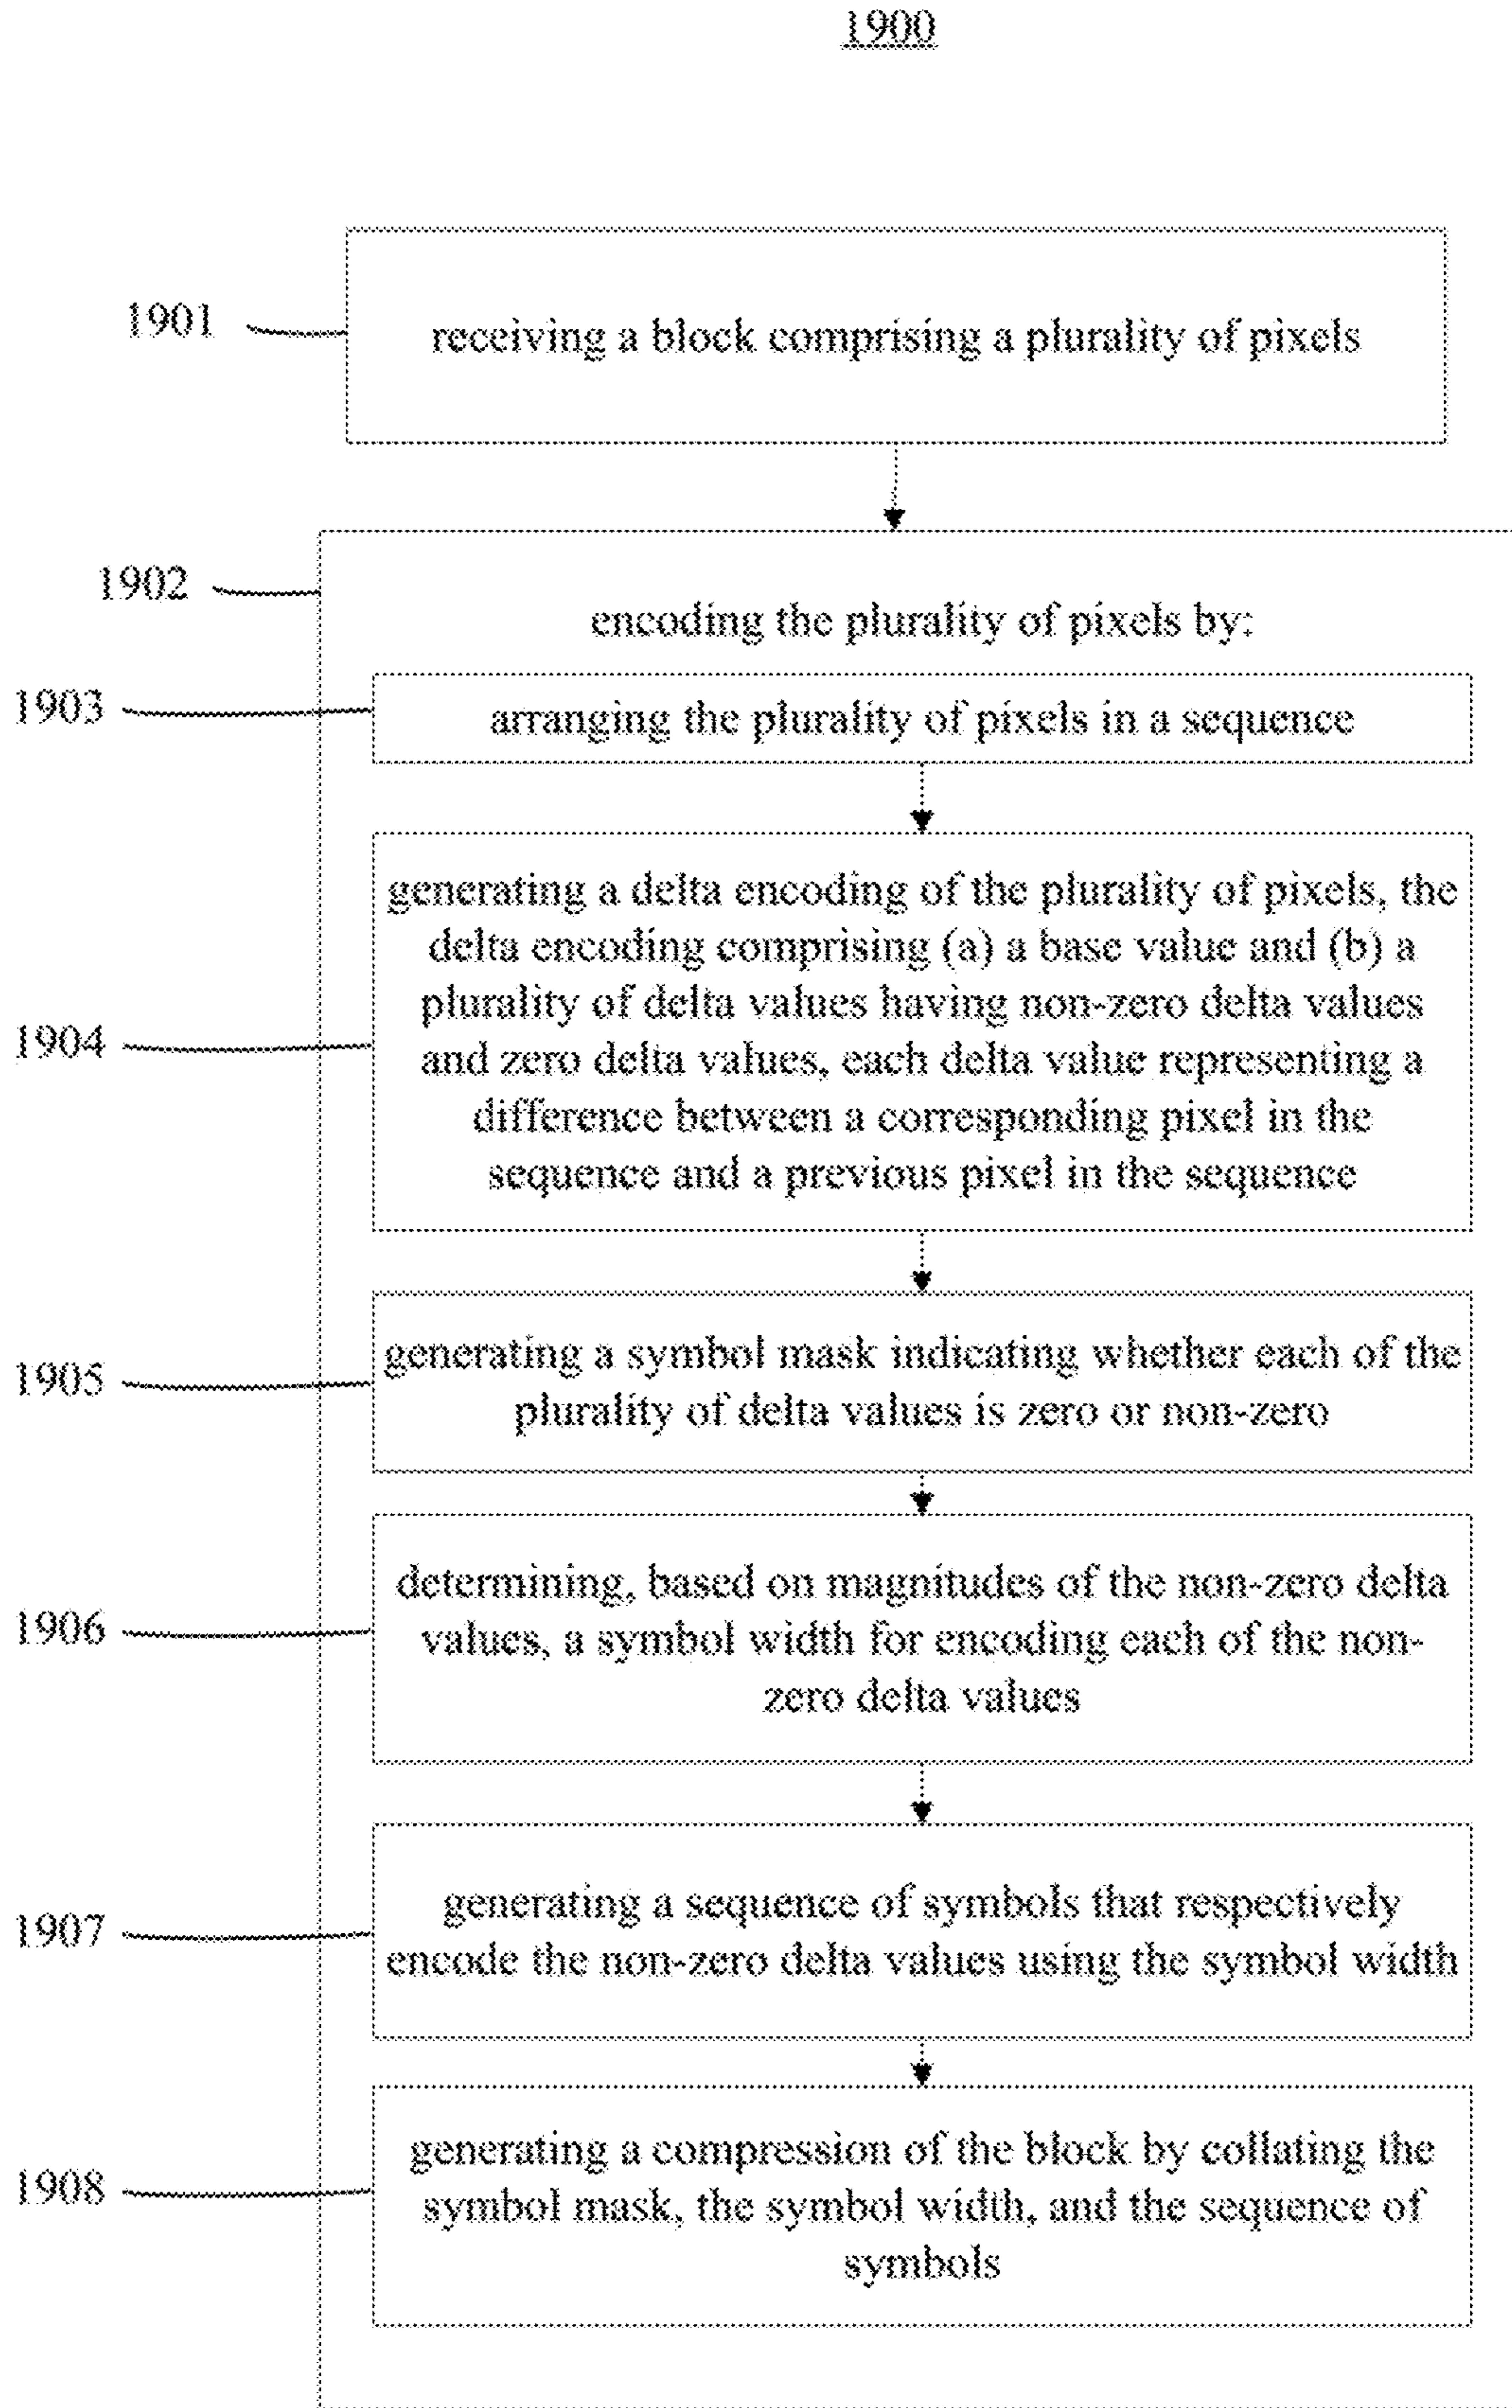 1900
1901
receiving a block comprising a plurality of pixels
1902
encoding the plurality of pixels by:
1903
arranging the plurality of pixels in a sequence
1904
generating a delta encoding of the plurality of pixels, the
delta encoding comprising (a) a base value and (b) a
plurality of delta values having non-zero delta values
and zero delta values, each delta value representing a
difference between a corresponding pixel in the
sequence and a previous pixel in the sequence
1905
generating a symbol mask indicating whether each of the
plurality of delta values is zero or non-zero
1906
determining, based on magnitudes of the non-zero delta
values, a symbol width for encoding each of the non-
zero delta values
1907
generating a sequence of symbols that respectively
encode the non-zero delta values using the symbol width
1908
generating a compression of the block by collating the
symbol mask, the symbol width, and the sequence of
symbols